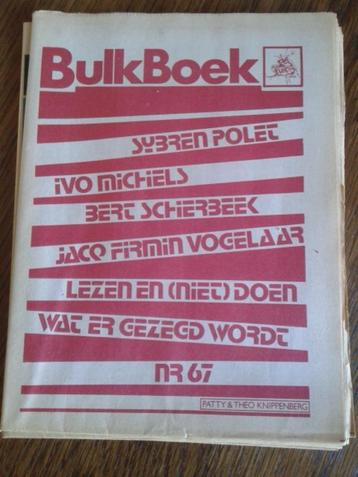 BulkBoek
SYBREN POLET
IVO MICHIELS
BERT SCHIERBEEK
JACQ FIRMIN VOGELAAR
LEZEN EN (NIET) DOEN
WAT ER GEZEGD WORDT
NR 67
PATTY & THEO KNIPPENBERG